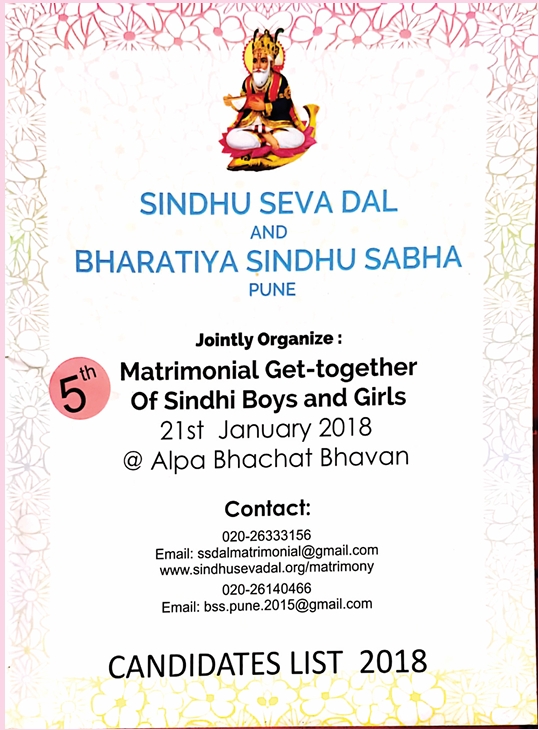 SINDHU SEVA DAL
AND
BHARATIYA SINDHU SABHA
PUNE
Jointly Organize :
5th
Matrimonial Get-together
Of Sindhi Boys and Girls
21st January 2018
@ Alpa Bhachat Bhavan
Contact:
020-26333156
Email: ssdalmatrimonial@gmail.com
www.sindhusevadal.org/matrimony
020-26140466
Email: bss.pune.2015@gmail.com
CANDIDATES LIST 2018